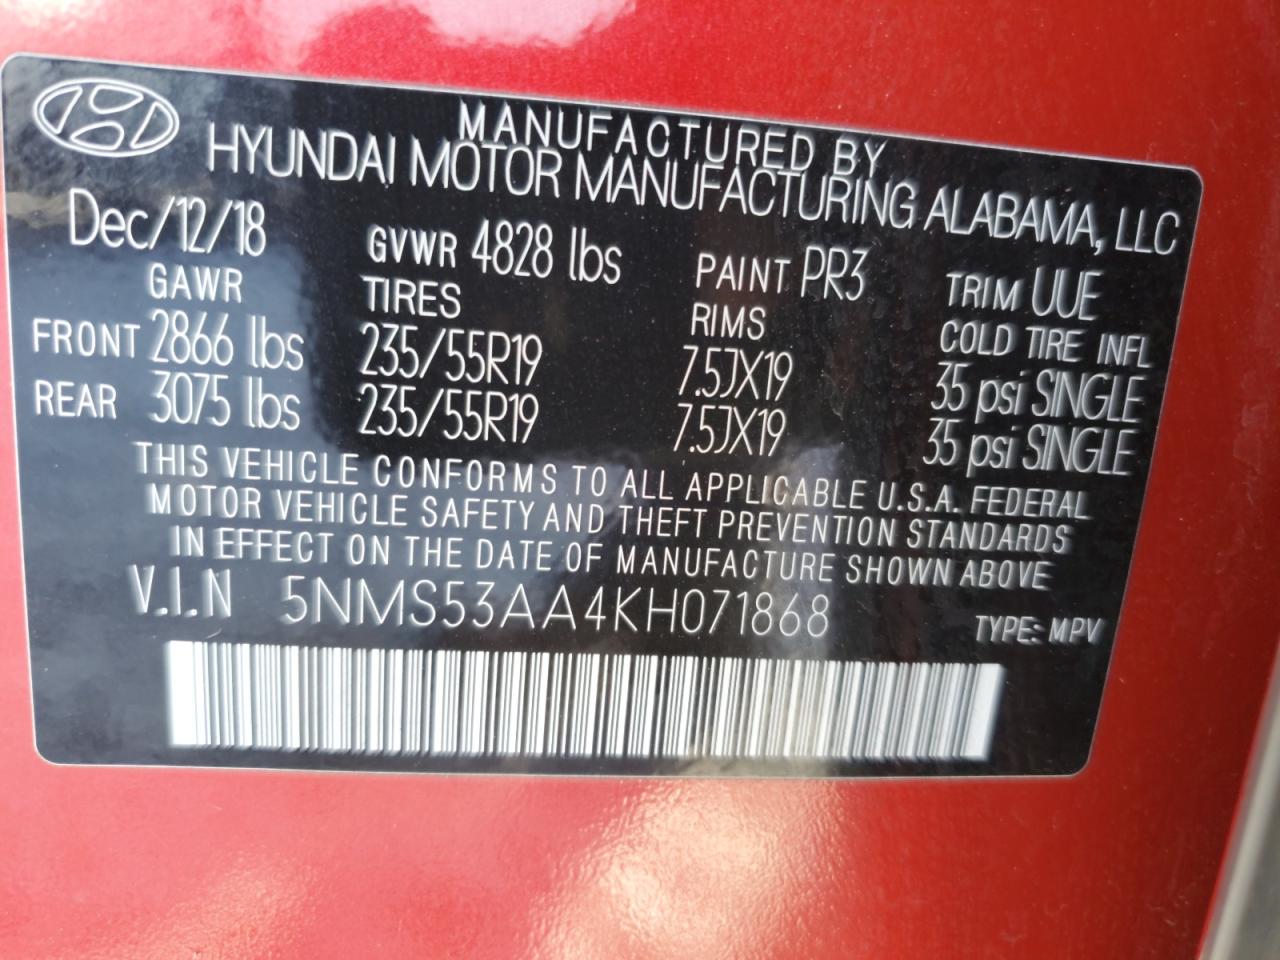 MANUFACTURED BY
HYUNDAI MOTOR MANUFACTURING ALABAMA, LLC
Dec/12/18 GVWR 4828 lbs PAINT PR3 TRIM UUE
GAWR TIRES RIMS COLD TIRE INFL
FRONT 2866 lbs 235/55R19 7.5JX19 35 psi SINGLE
REAR 3075 lbs 235/55R19 7.5JX19 35 psi SINGLE
THIS VEHICLE CONFORMS TO ALL APPLICABLE U.S.A. FEDERAL
MOTOR VEHICLE SAFETY AND THEFT PREVENTION STANDARDS
IN EFFECT ON THE DATE OF MANUFACTURE SHOWN ABOVE
V.I.N 5NMS53AA4KH071868 TYPE: MPV